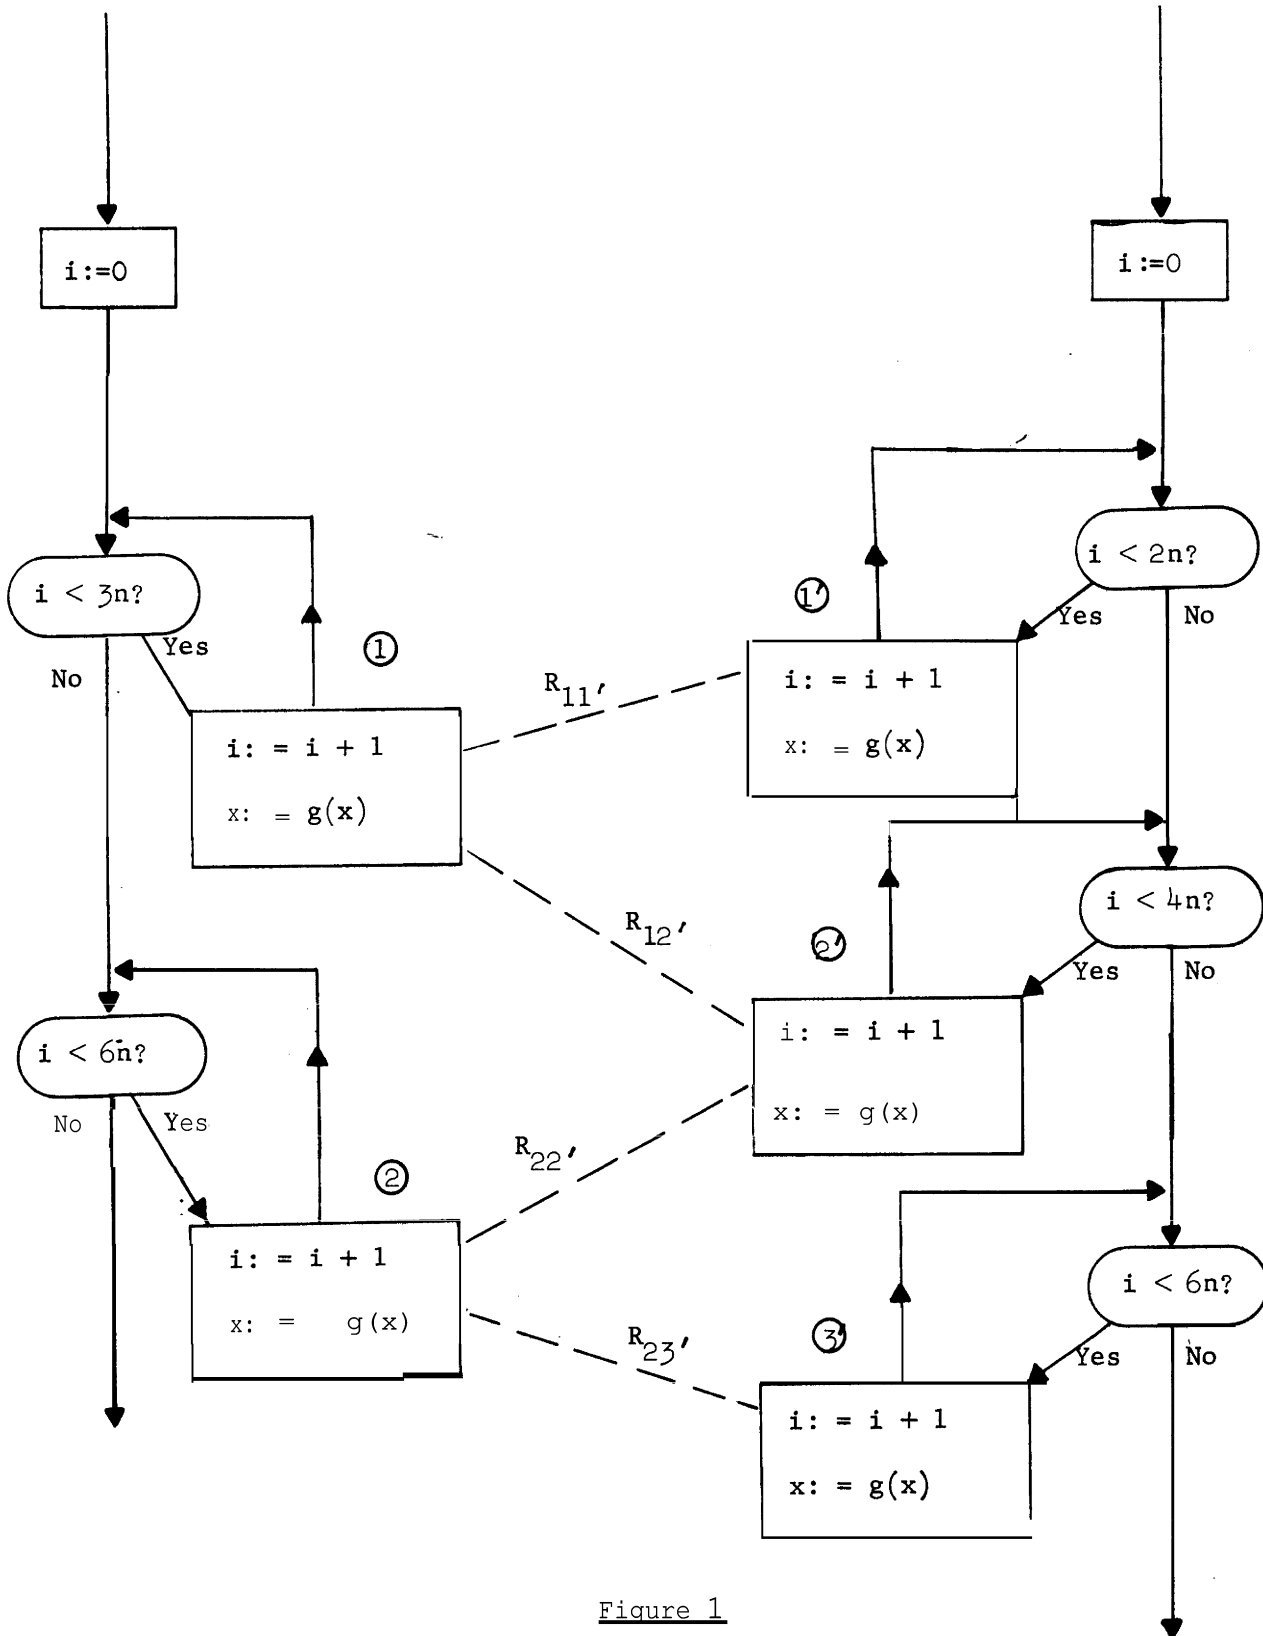 i:=0
i < 3n?
Yes
No
①
i: = i + 1
x: = g(x)
i < 6n?
No
Yes
②
i: = i + 1
x: = g(x)
R11'
R12'
R22'
R23'
i:=0
i < 2n?
Yes
No
1'
i: = i + 1
x: = g(x)
i < 4n?
Yes
No
2'
i: = i + 1
x: = g(x)
i < 6n?
Yes
No
3'
i: = i + 1
x: = g(x)
Figure 1